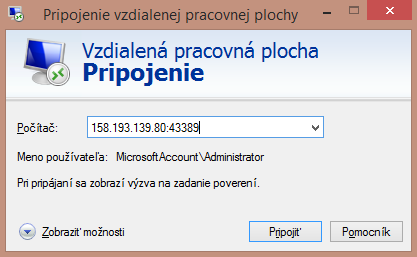 Pripojenie vzdialenej pracovnej plochy
Vzdialená pracovná plocha
Pripojenie
Počítač: 158.193.139.80:43389
Meno používateľa: MicrosoftAccount\Administrator
Pri pripájaní sa zobrazí výzva na zadanie poverení.
Zobraziť možnosti Pripojiť Pomocník